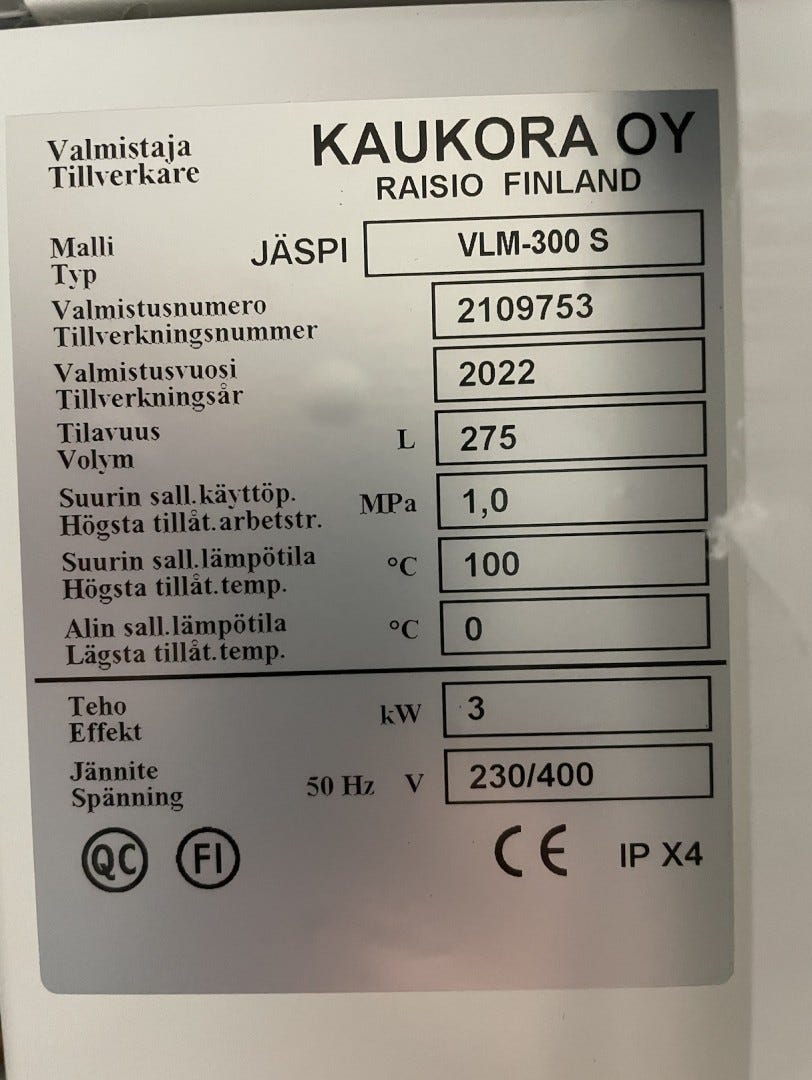 Valmistaja KAUKORA OY
Tillverkare RAISIO FINLAND
Malli JÄSPI VLM-300 S
Typ
Valmistusnumero 2109753
Tillverkningsnummer
Valmistusvuosi 2022
Tillverkningsår
Tilavuus L 275
Volym
Suurin sall.käyttöp. MPa 1,0
Högsta tillåt.arbetstr.
Suurin sall.lämpötila °C 100
Högsta tillåt.temp.
Alin sall.lämpötila °C 0
Lägsta tillåt.temp.
Teho kW 3
Effekt
Jännite 50 Hz V 230/400
Spänning
QC FI CE IP X4